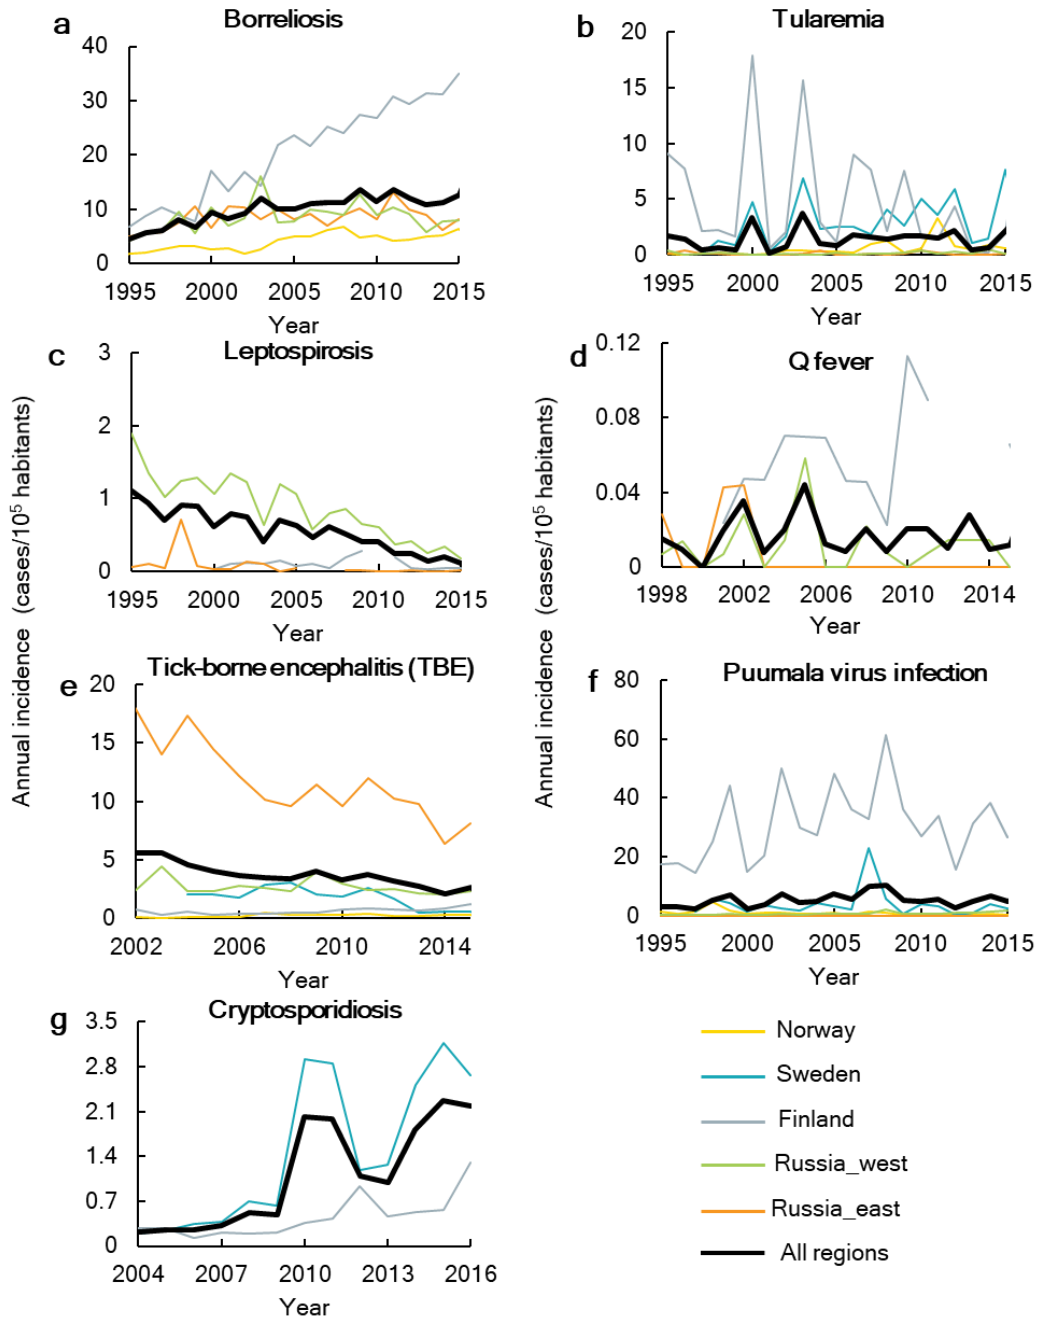 a
Borreliosis
40
30
20
10
0
1995 2000 2005 2010 2015
Year
b
Tularemia
20
15
10
5
0
1995 2000 2005 2010 2015
Year
c
Leptospirosis
3
2
1
0
1995 2000 2005 2010 2015
Year
d
Q fever
0.12
0.08
0.04
0
1998 2002 2006 2010 2014
Year
Annual incidence (cases/10⁵ habitants)
Annual incidence (cases/10⁵ habitants)
e
Tick-borne encephalitis (TBE)
20
15
10
5
0
2002 2006 2010 2014
Year
f
Puumala virus infection
80
60
40
20
0
1995 2000 2005 2010 2015
Year
g
Cryptosporidiosis
3.5
2.8
2.1
1.4
0.7
0
2004 2007 2010 2013 2016
Year
Norway
Sweden
Finland
Russia_west
Russia_east
All regions